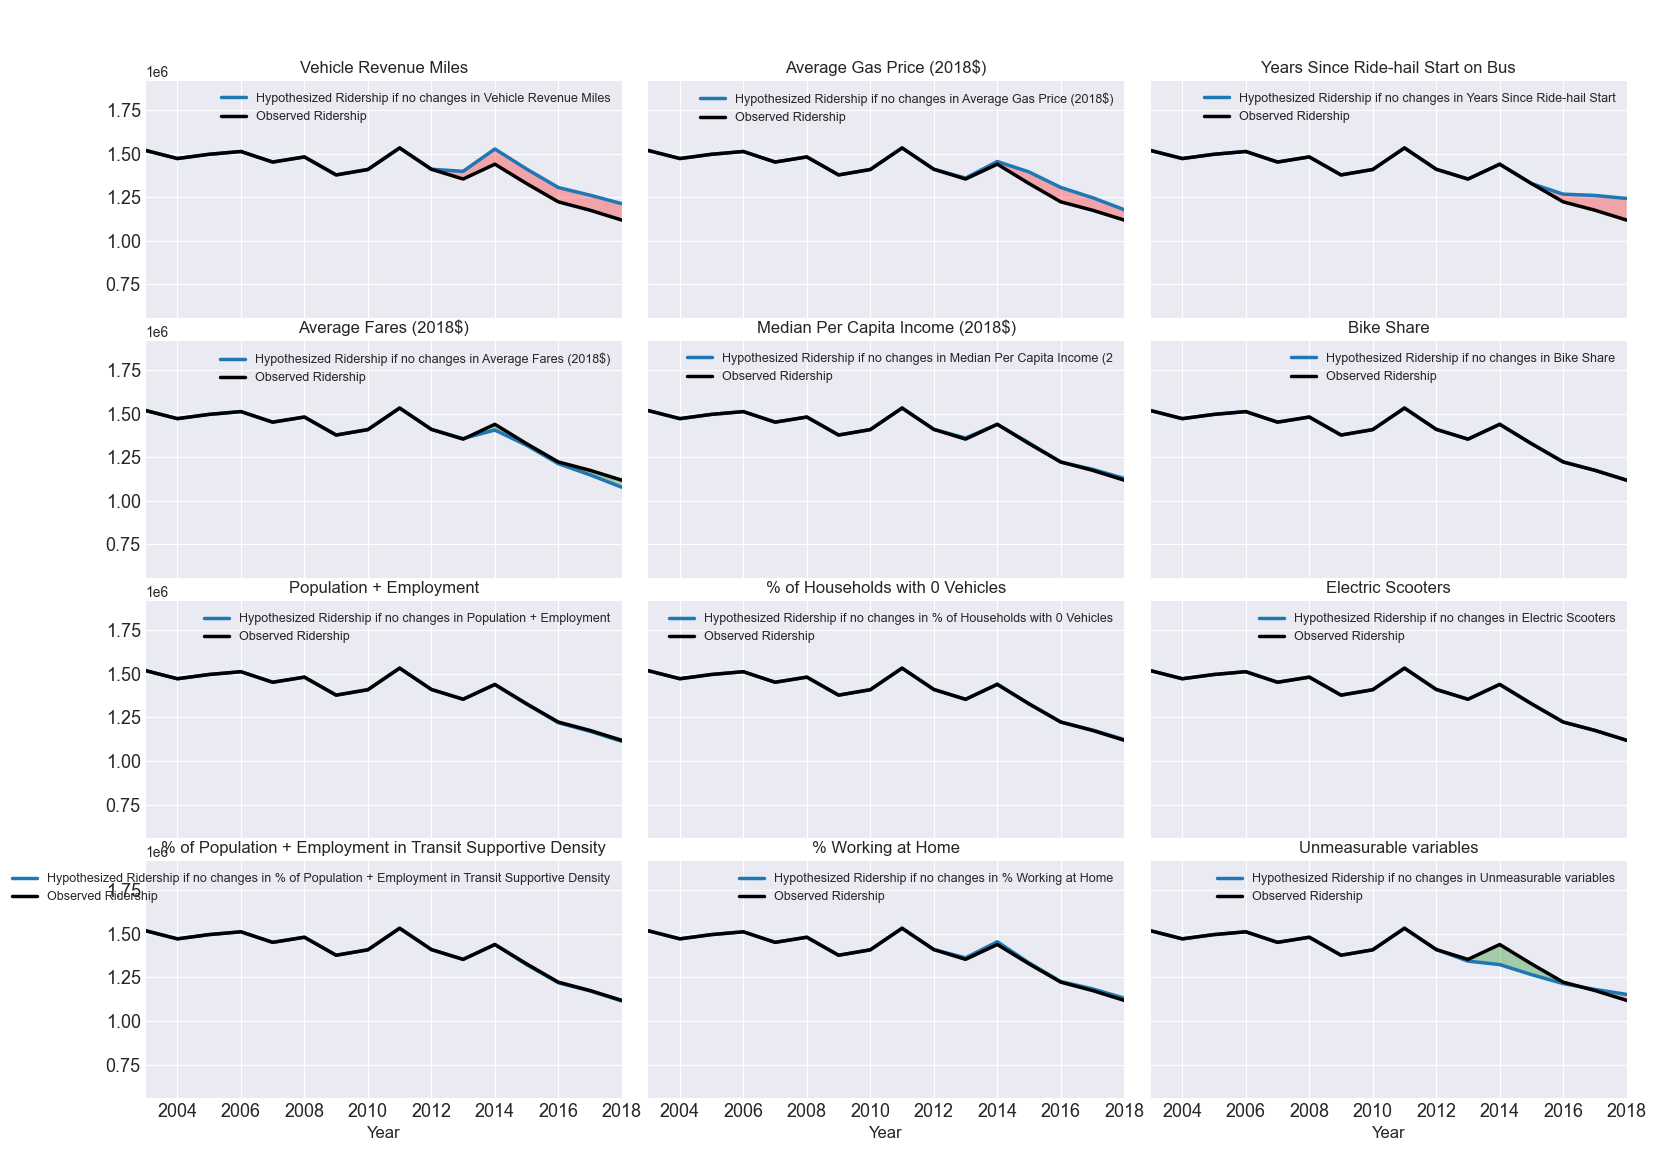 Vehicle Revenue Miles
1e6
Hypothesized Ridership if no changes in Vehicle Revenue Miles
Observed Ridership
1.75
1.50
1.25
1.00
0.75
Average Gas Price (2018$)
Hypothesized Ridership if no changes in Average Gas Price (2018$)
Observed Ridership
Years Since Ride-hail Start on Bus
Hypothesized Ridership if no changes in Years Since Ride-hail Start
Observed Ridership
Average Fares (2018$)
1e6
Hypothesized Ridership if no changes in Average Fares (2018$)
Observed Ridership
1.75
1.50
1.25
1.00
0.75
Median Per Capita Income (2018$)
Hypothesized Ridership if no changes in Median Per Capita Income (2
Observed Ridership
Bike Share
Hypothesized Ridership if no changes in Bike Share
Observed Ridership
Population + Employment
1e6
Hypothesized Ridership if no changes in Population + Employment
Observed Ridership
1.75
1.50
1.25
1.00
0.75
% of Households with 0 Vehicles
Hypothesized Ridership if no changes in % of Households with 0 Vehicles
Observed Ridership
Electric Scooters
Hypothesized Ridership if no changes in Electric Scooters
Observed Ridership
% of Population + Employment in Transit Supportive Density
1e6
Hypothesized Ridership if no changes in % of Population + Employment in Transit Supportive Density
Observed Ridership
1.75
1.50
1.25
1.00
0.75
2004 2006 2008 2010 2012 2014 2016 2018
Year
% Working at Home
Hypothesized Ridership if no changes in % Working at Home
Observed Ridership
2004 2006 2008 2010 2012 2014 2016 2018
Year
Unmeasurable variables
Hypothesized Ridership if no changes in Unmeasurable variables
Observed Ridership
2004 2006 2008 2010 2012 2014 2016 2018
Year